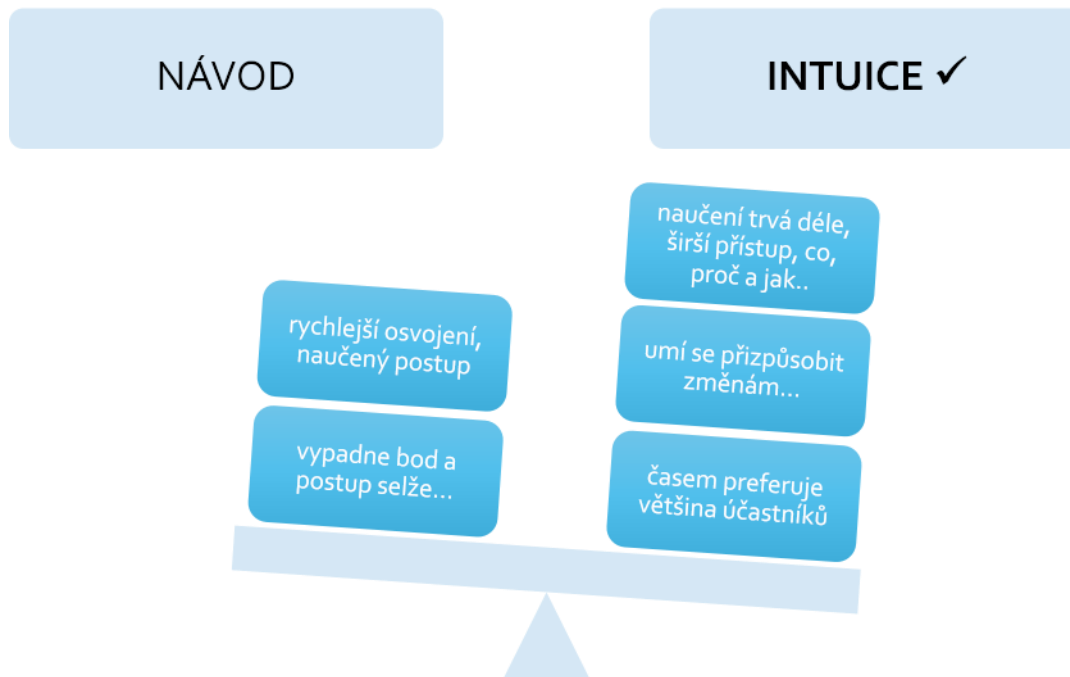 NÁVOD
INTUICE ✓
rychlejší osvojení,
naučený postup
vypadne bod a
postup selže...
naučení trvá déle,
širší přístup, co,
proč a jak..
umí se přizpůsobit
změnám...
časem preferuje
většina účastníků